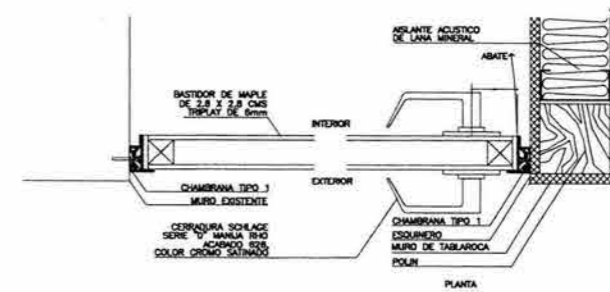 AISLANTE ACUSTICO
DE LANA MINERAL
ABATE
BASTIDOR DE MAPLE
DE 2.8 X 2.8 CMS
TRIPLAY DE 6mm
INTERIOR
EXTERIOR
CHAMBRANA TIPO 1
MURO EXISTENTE
CERRADURA SCHLAGE
SERIE "D" MANIJA RHO
ACABADO 626,
COLOR CROMO SATINADO
CHAMBRANA TIPO 1
ESQUINERO
MURO DE TABLAROCA
POLIN
PLANTA